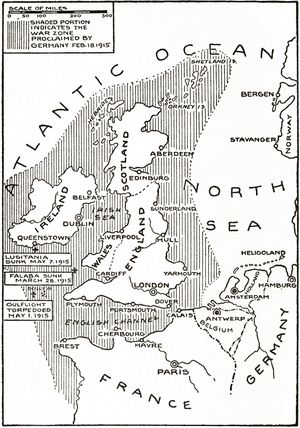 SCALE OF MILES
0 50 100 200 300
SHADED PORTION
INDICATES THE
WAR ZONE
PROCLAIMED BY
GERMANY FEB. 18, 1915
ATLANTIC OCEAN
SHETLAND IS.
HEBRIDES
ORKNEY IS.
BERGEN
STAVANGER
NORWAY
SCOTLAND
ABERDEEN
EDINBURGH
NORTH
SEA
IRELAND
BELFAST
IRISH
SEA
SUNDERLAND
DUBLIN
LIVERPOOL
HULL
ENGLAND
QUEENSTOWN
WALES
HELIGOLAND
LUSITANIA
SUNK MAY 7, 1915
FALABA SUNK
MARCH 28, 1915
CARDIFF
YARMOUTH
HAMBURG
LONDON
AMSTERDAM
GULFLIGHT
TORPEDOED
MAY 1, 1915
PLYMOUTH
PORTSMOUTH
DOVER
CALAIS
ANTWERP
BELGIUM
ENGLISH CHANNEL
CHERBOURG
HAVRE
BREST
PARIS
GERMANY
FRANCE